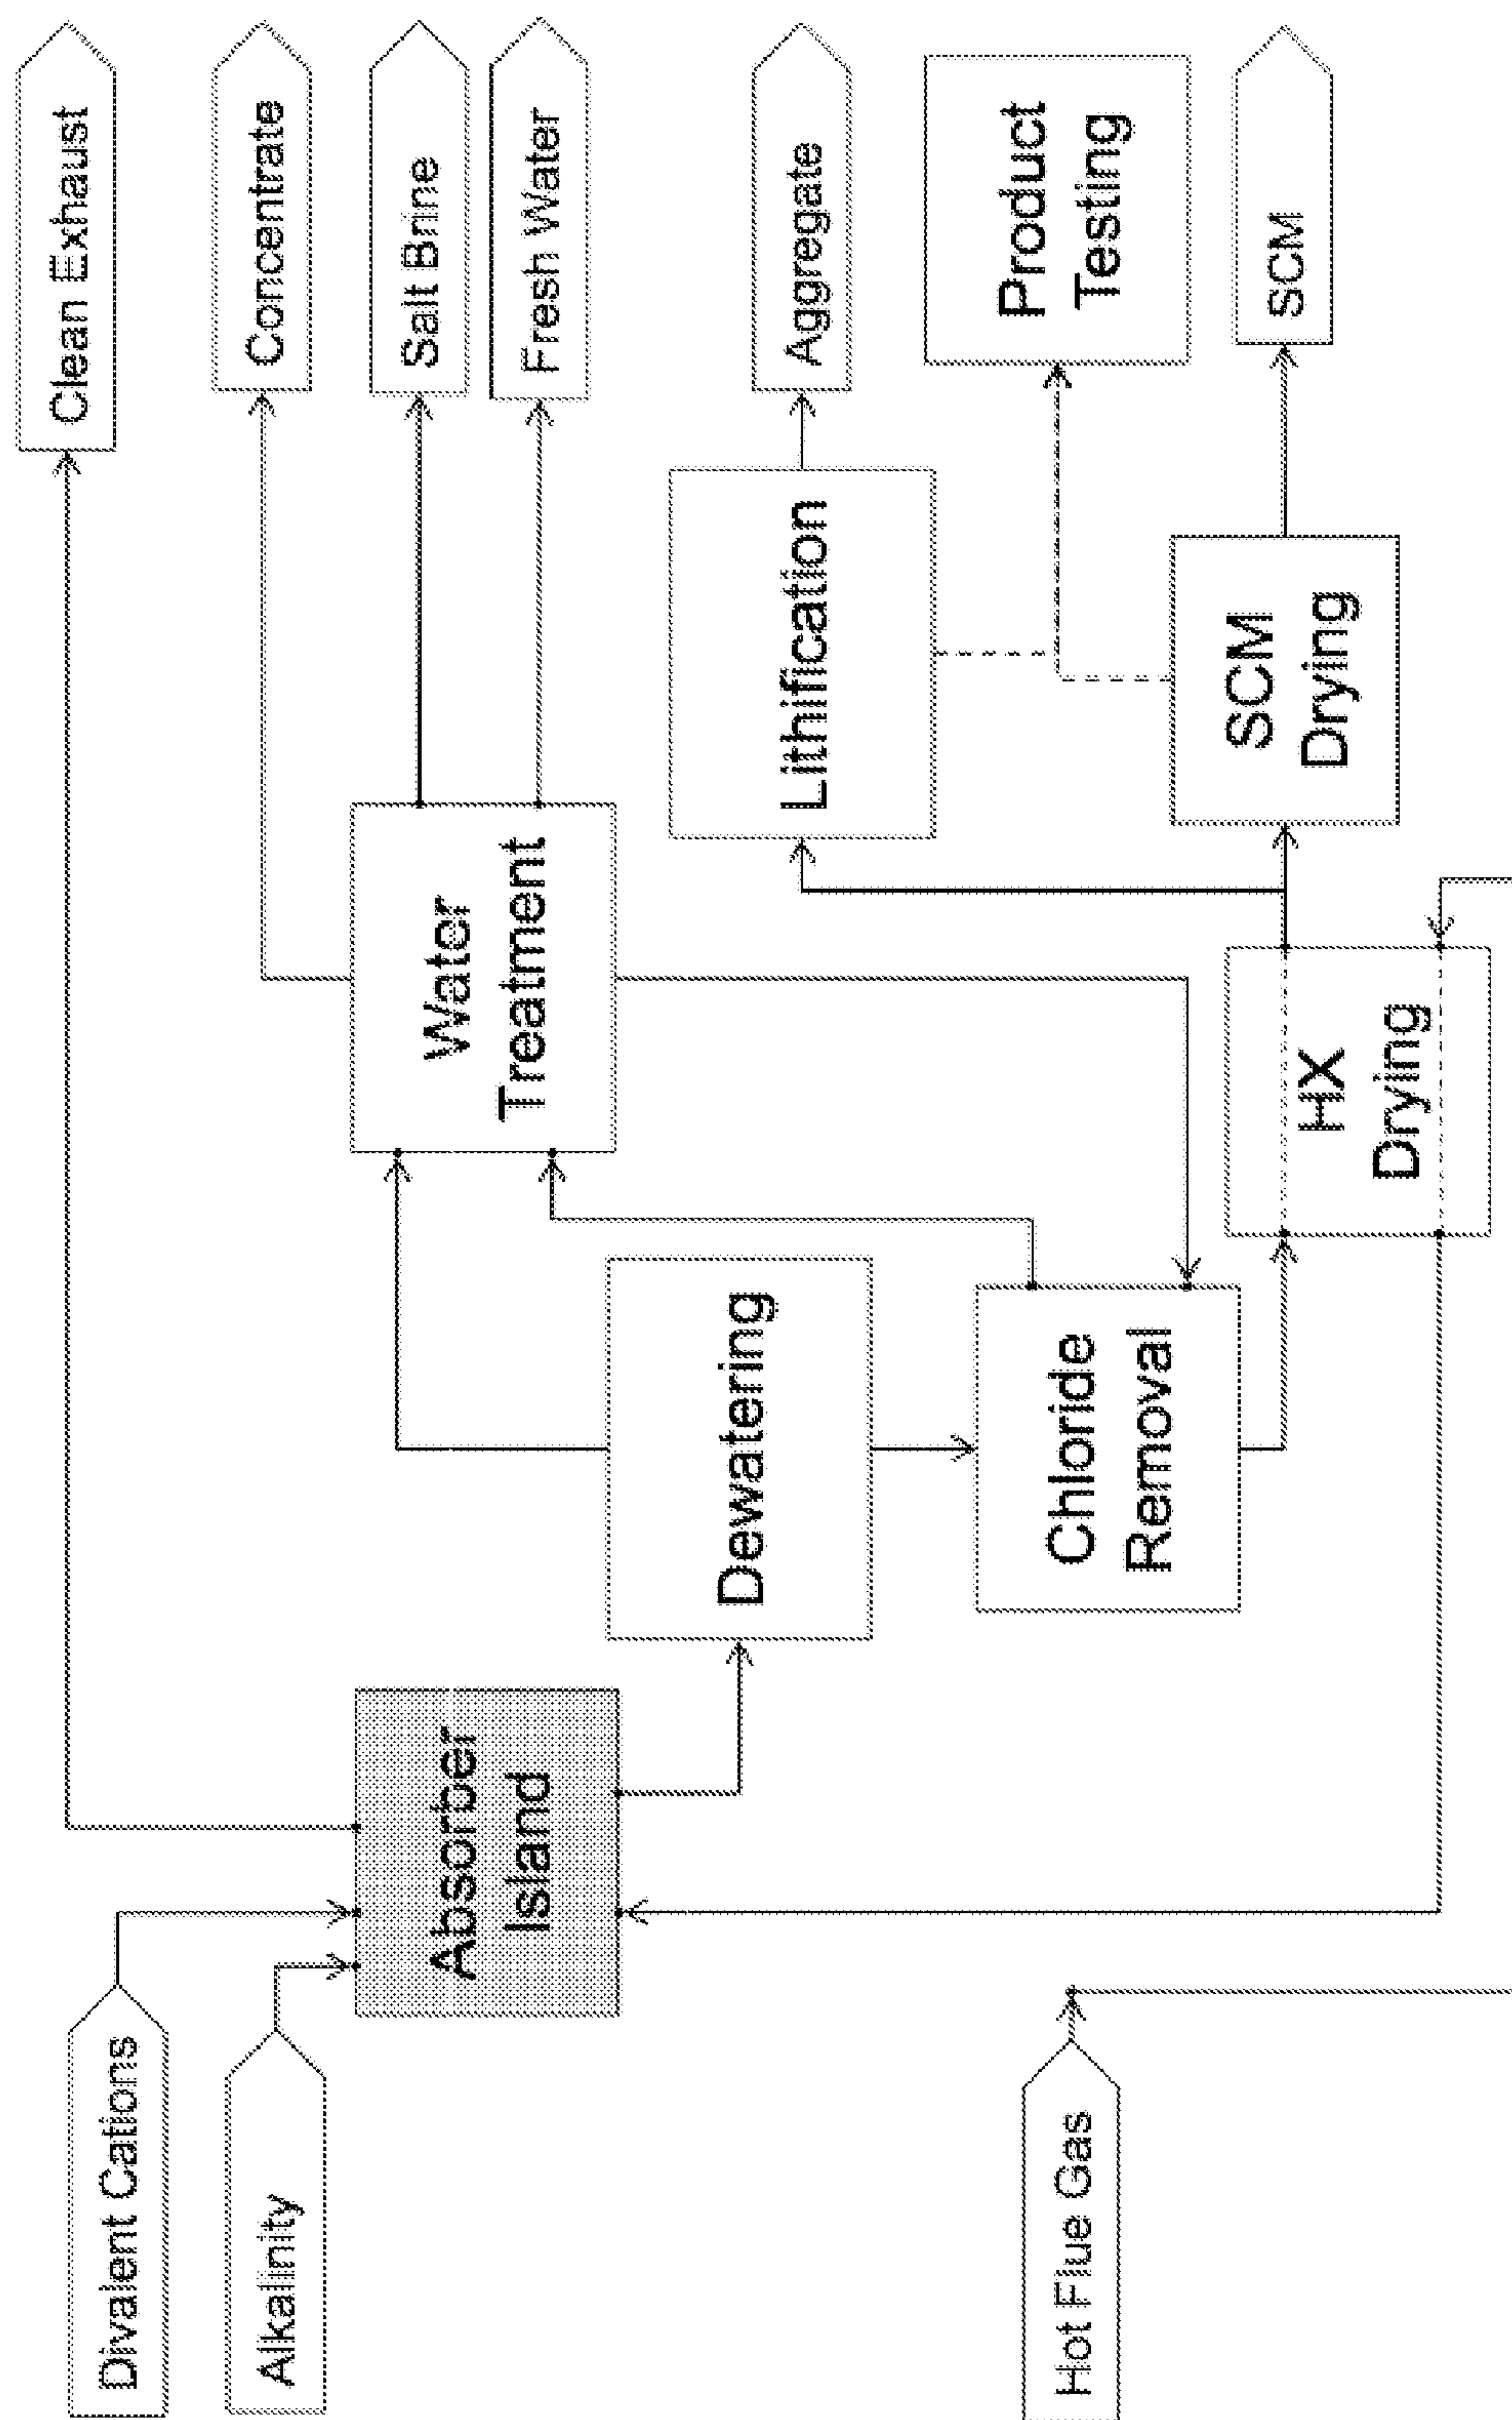 Divalent Cations
Alkalinity
Hot Flue Gas
Absorber
Island
Dewatering
Chloride
Removal
Water
Treatment
HX
Drying
Lithification
SCM
Drying
Clean Exhaust
Concentrate
Salt Brine
Fresh Water
Aggregate
Product
Testing
SCM